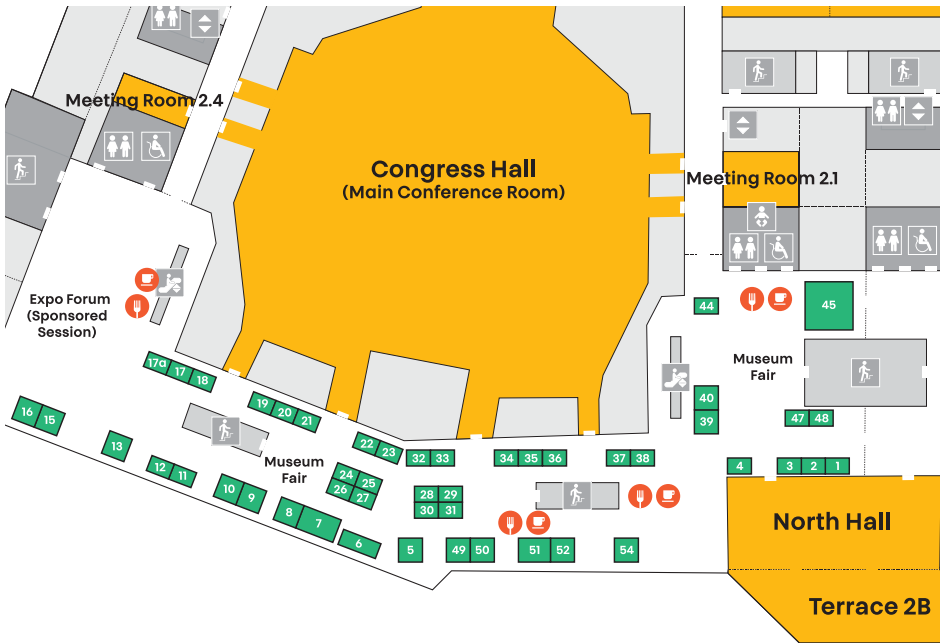 Meeting Room 2.4
Congress Hall
(Main Conference Room)
Meeting Room 2.1
Expo Forum
(Sponsored
Session)
44
45
Museum
Fair
17a 17 18
19 20 21
22 23
40
39
47 48
16 15
13
12 11
10 9
8 7
6
Museum
Fair
24 25
26 27
32 33
34 35 36
37 38
28 29
30 31
4
3 2 1
5
49 50
51 52
54
North Hall
Terrace 2B